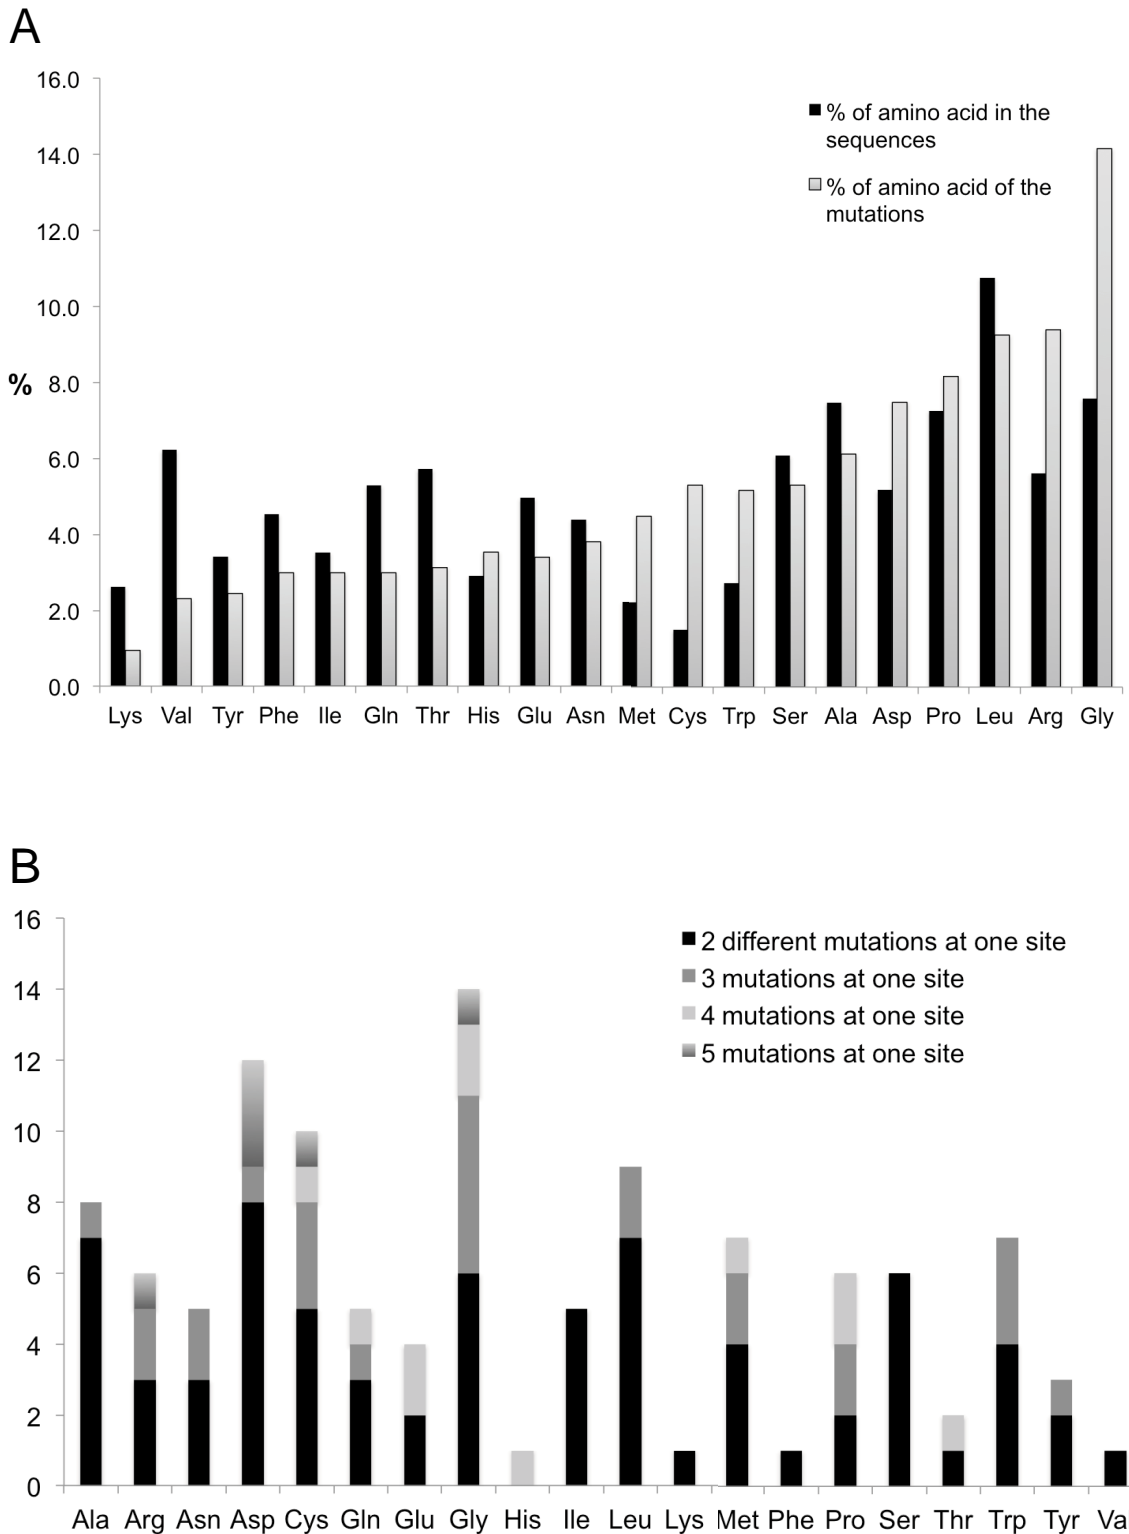 A
16.0
14.0
12.0
10.0
8.0
6.0
4.0
2.0
0.0
%
% of amino acid in the
sequences
% of amino acid of the
mutations
Lys Val Tyr Phe Ile Gln Thr His Glu Asn Met Cys Trp Ser Ala Asp Pro Leu Arg Gly
B
16
14
12
10
8
6
4
2
0
2 different mutations at one site
3 mutations at one site
4 mutations at one site
5 mutations at one site
Ala Arg Asn Asp Cys Gln Glu Gly His Ile Leu Lys Met Phe Pro Ser Thr Trp Tyr Va